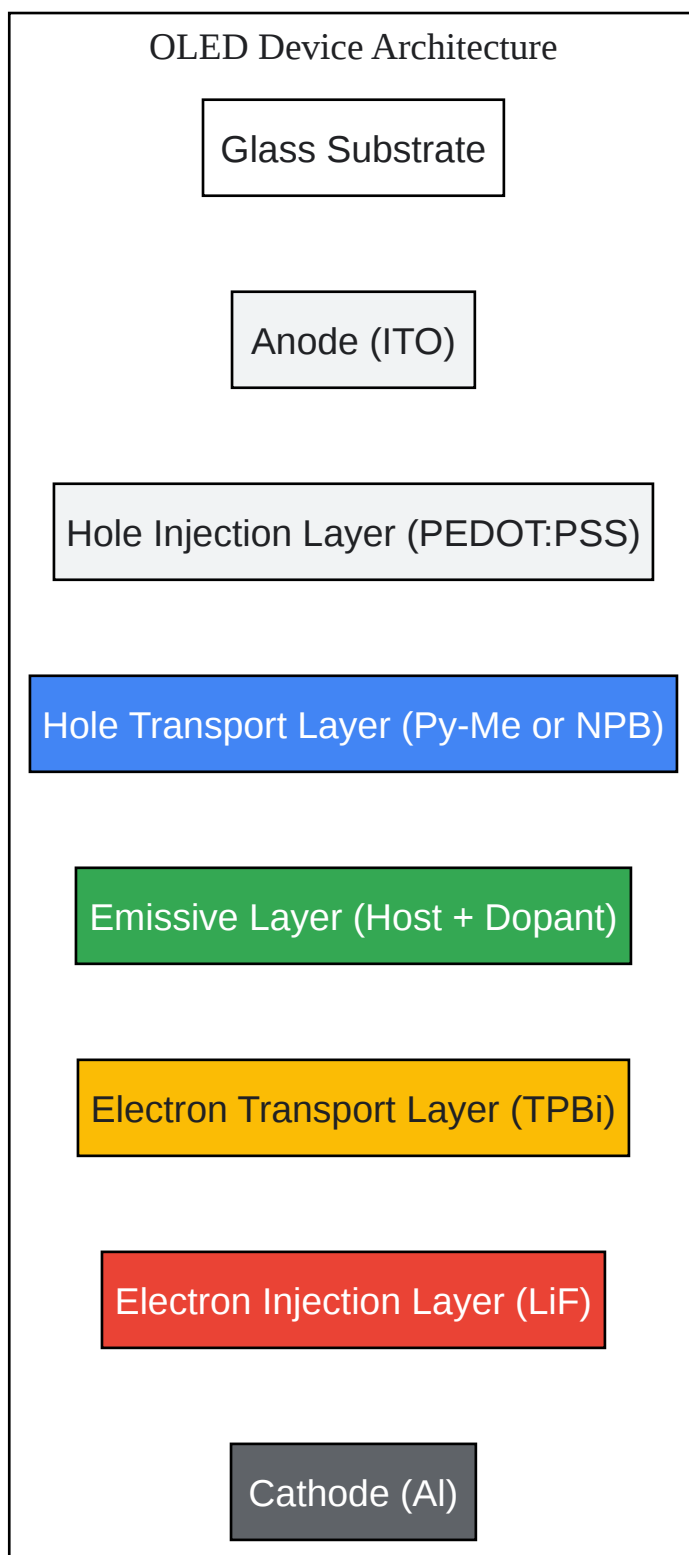 OLED Device Architecture
Glass Substrate
Anode (ITO)
Hole Injection Layer (PEDOT:PSS)
Hole Transport Layer (Py-Me or NPB)
Emissive Layer (Host + Dopant)
Electron Transport Layer (TPBi)
Electron Injection Layer (LiF)
Cathode (Al)